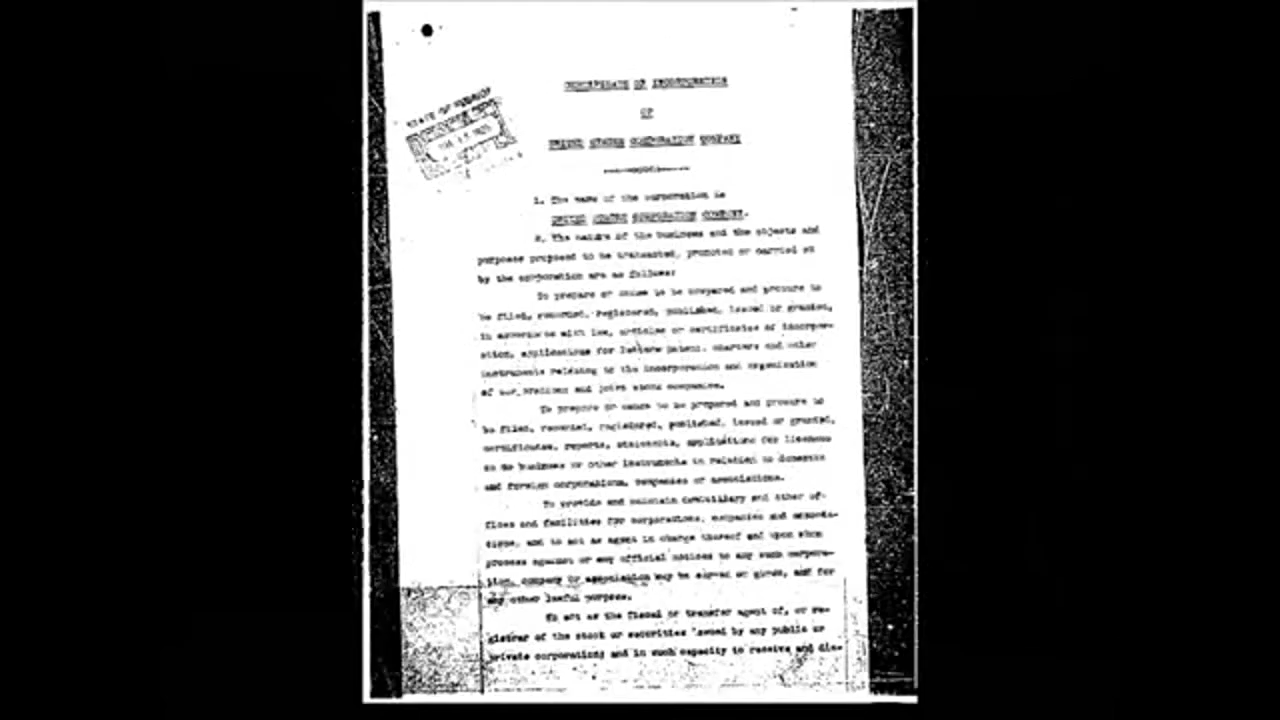 CERTIFICATE OF INCORPORATION
OF
UNITED STATES CORPORATION COMPANY
STATE OF
1. The name of the corporation is
UNITED STATES CORPORATION COMPANY.
2. The nature of the business and the objects and
purposes proposed to be transacted, promoted or carried on
by the corporation are as follows:
To prepare or cause to be prepared and procure to
be filed, recorded, registered, published, issued or granted,
in accordance with law, articles or certificates of incorpor-
ation, applications for letters patent, charters and other
instruments relating to the incorporation and organization
of corporations and joint stock companies.
To prepare or cause to be prepared and procure to
be filed, recorded, registered, published, issued or granted,
certificates, reports, statements, applications for licenses
to do business or other instruments in relation to domestic
and foreign corporations, companies or associations.
To provide and maintain domiciliary and other of-
fices and facilities for corporations, companies and associa-
tions, and to act as agent in charge thereof and upon whom
process against or any official notices to any such corpora-
tion, company or association may be served or given, and for
any other lawful purpose.
To act as the fiscal or transfer agent of, or re-
gistrar of the stock or securities issued by any public or
private corporation; and in such capacity to receive and dis-